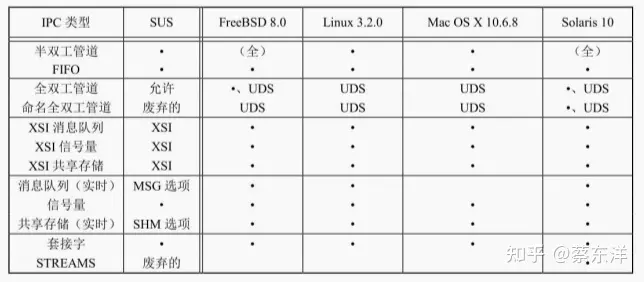 IPC 类型 SUS FreeBSD 8.0 Linux 3.2.0 Mac OS X 10.6.8 Solaris 10
半双工管道 • （全） • • （全）
FIFO • • • • •
全双工管道 允许 •、UDS UDS UDS •、UDS
命名全双工管道 废弃的 UDS UDS UDS •、UDS
XSI 消息队列 XSI • • • •
XSI 信号量 XSI • • • •
XSI 共享存储 XSI • • • •
消息队列（实时） MSG 选项 • • •
信号量 • • • • •
共享存储（实时） SHM 选项 • • • •
套接字 • • • • •
STREAMS 废弃的 •
知乎 @蔡东洋